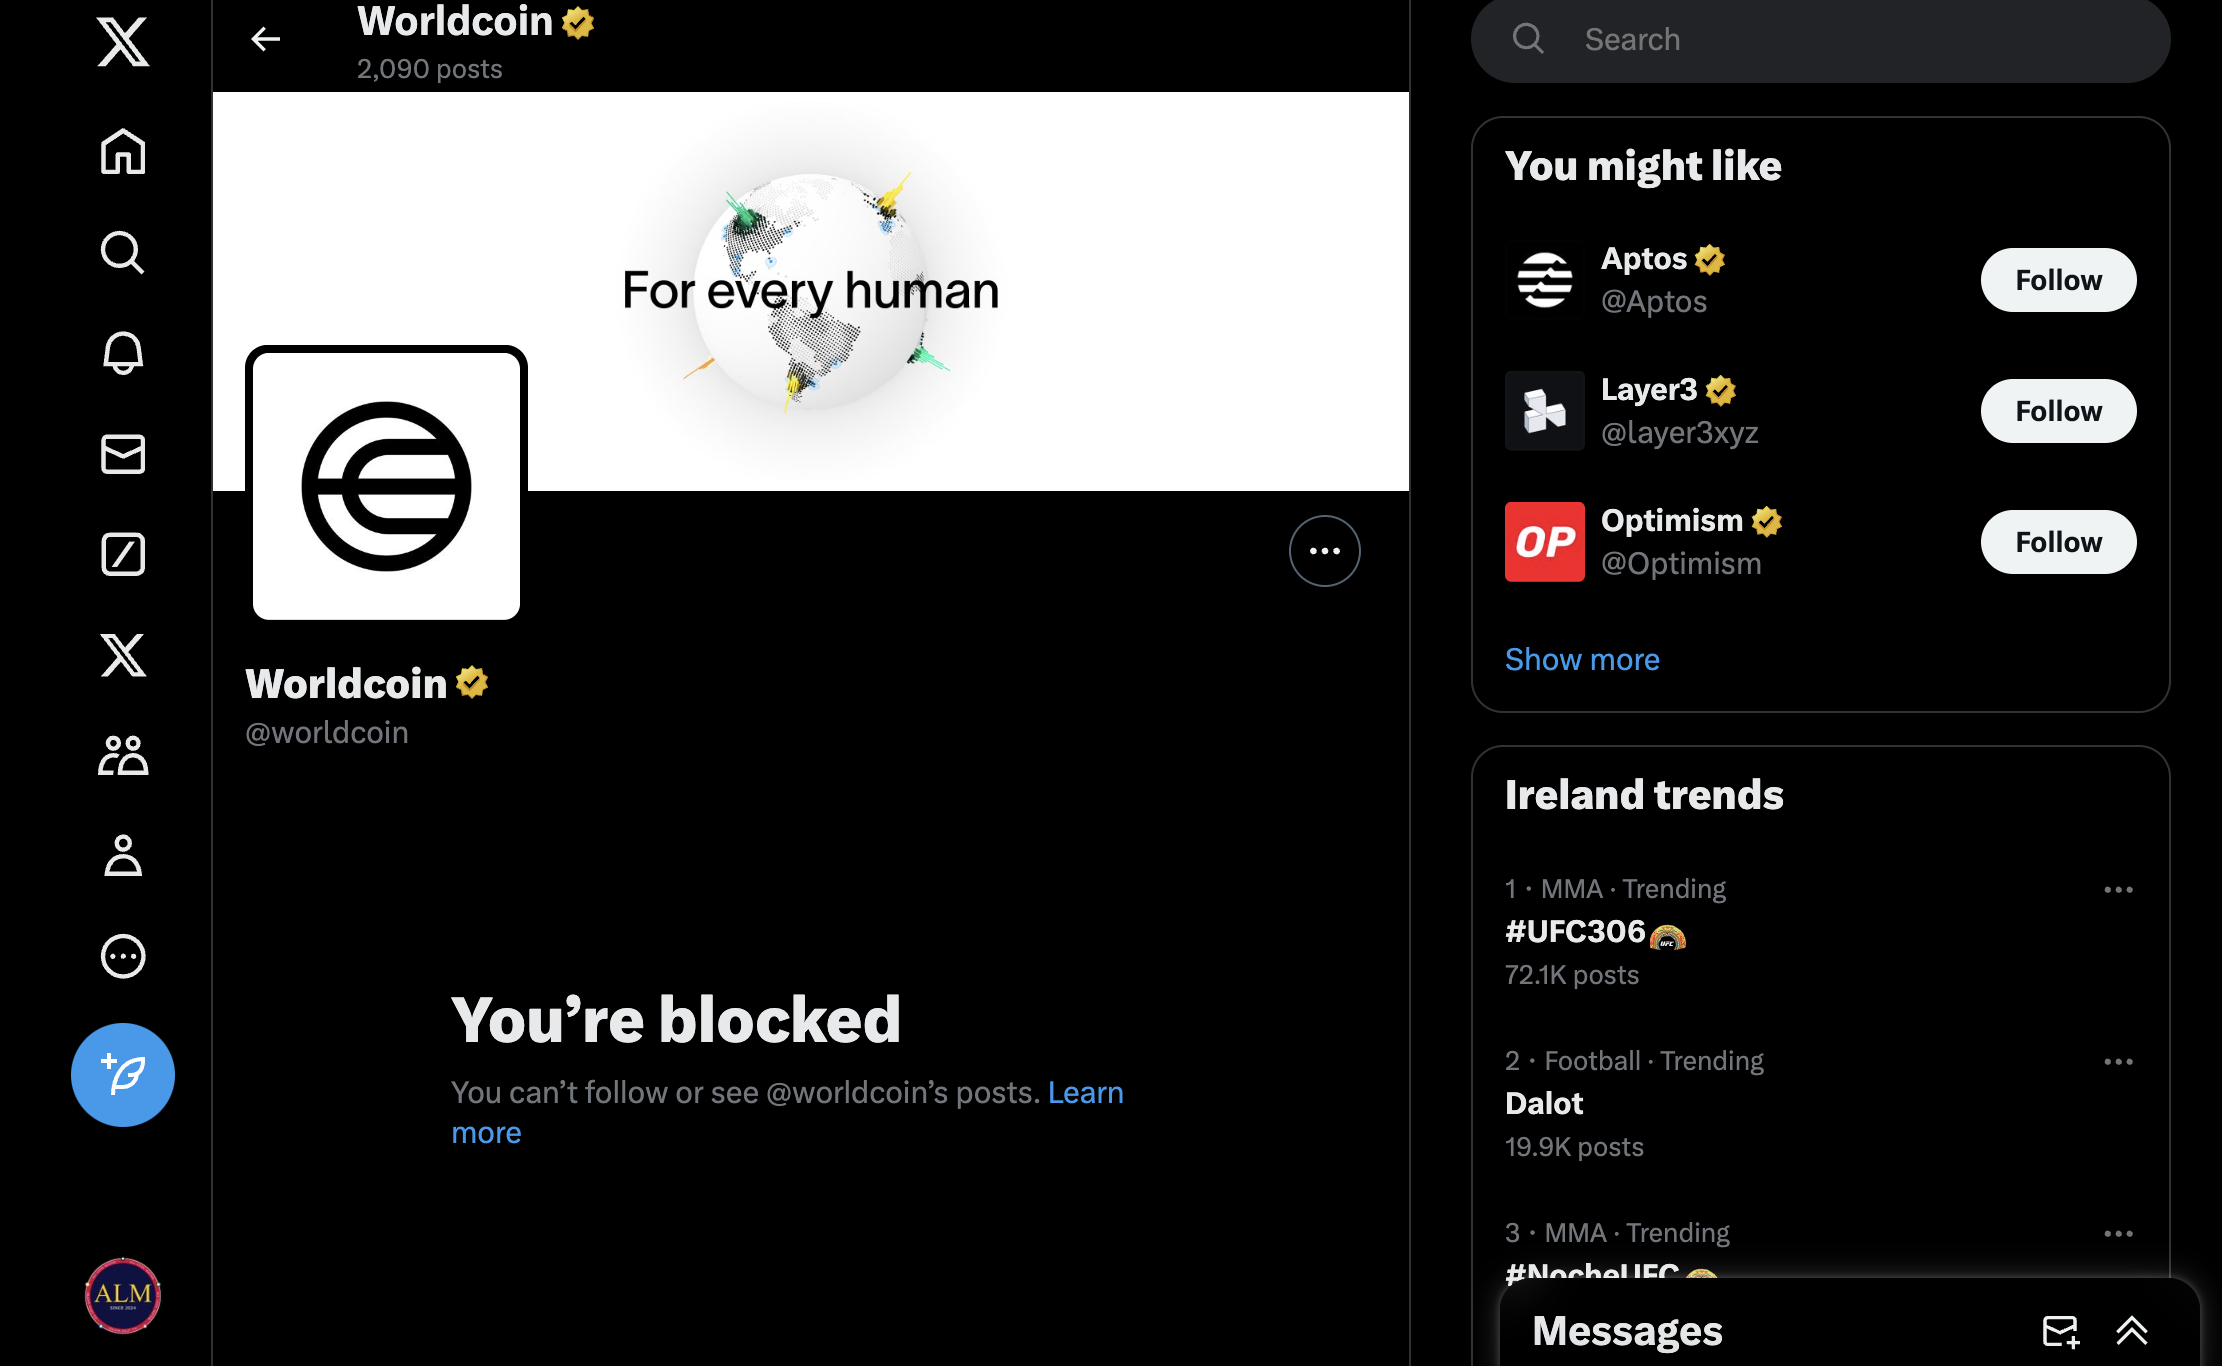 Worldcoin
2,090 posts
For every human
Worldcoin
@worldcoin
You’re blocked
You can’t follow or see @worldcoin’s posts. Learn
more
ALM
SINCE 2024
Search
You might like
Aptos
@Aptos
Follow
Layer3
@layer3xyz
Follow
OP
Optimism
@Optimism
Follow
Show more
Ireland trends
1 · MMA · Trending
#UFC306
UFC
72.1K posts
2 · Football · Trending
Dalot
19.9K posts
3 · MMA · Trending
#NocheUFC
Messages